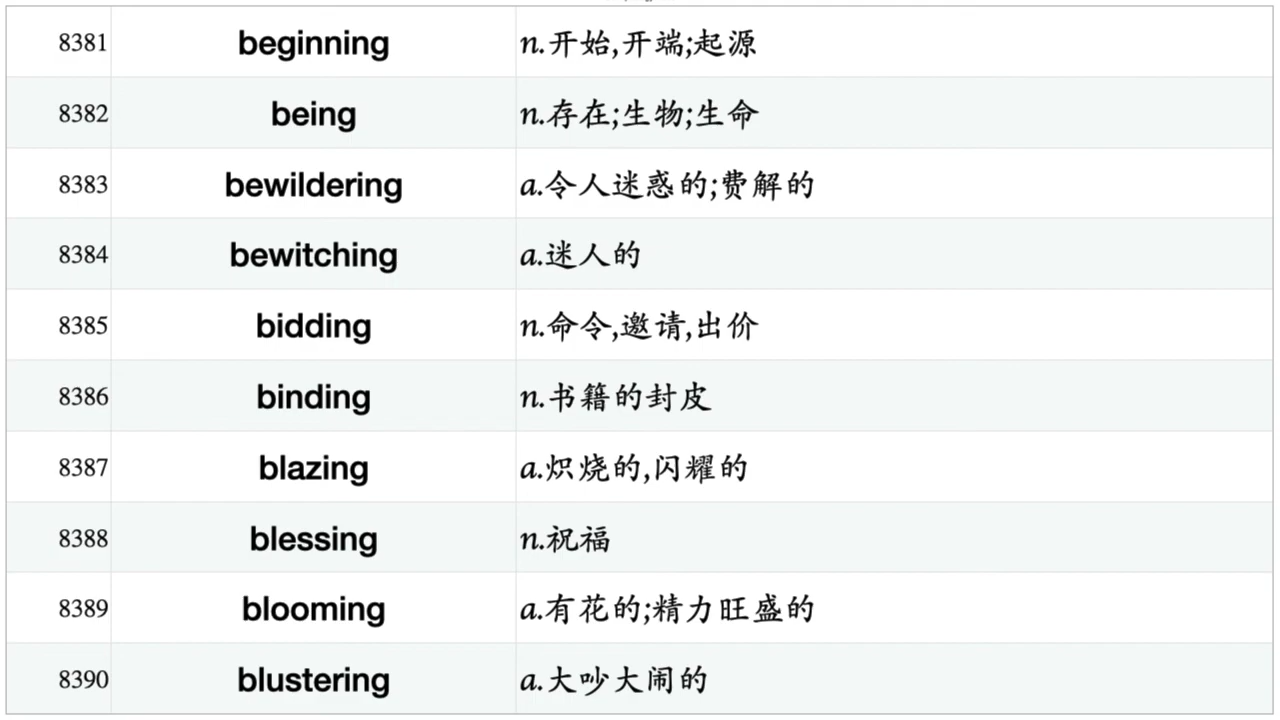 8381 beginning n.开始,开端;起源
8382 being n.存在;生物;生命
8383 bewildering a.令人迷惑的;费解的
8384 bewitching a.迷人的
8385 bidding n.命令,邀请,出价
8386 binding n.书籍的封皮
8387 blazing a.炽烧的,闪耀的
8388 blessing n.祝福
8389 blooming a.有花的;精力旺盛的
8390 blustering a.大吵大闹的